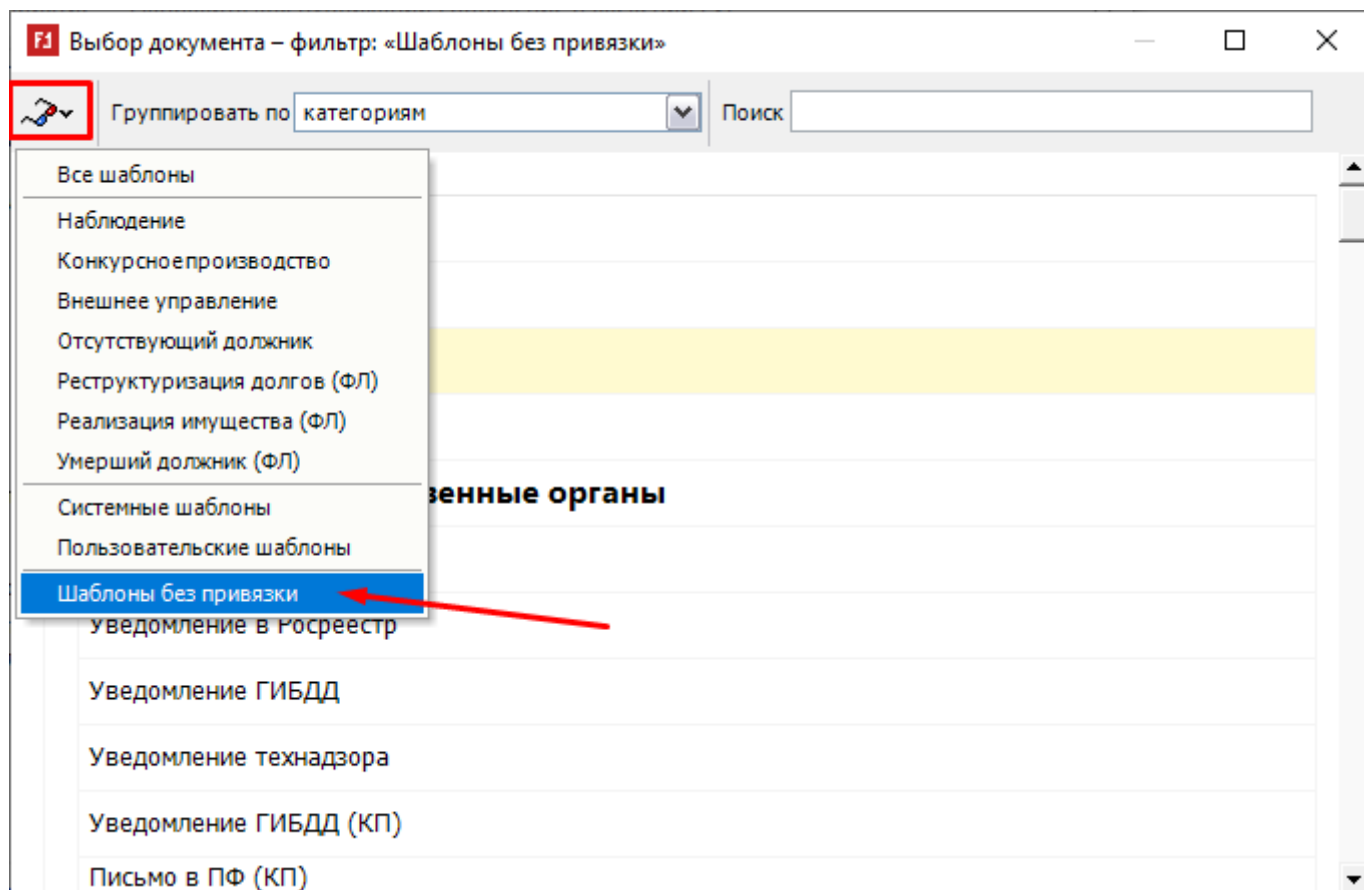 Выбор документа – фильтр: «Шаблоны без привязки»
Группировать по категориям Поиск
Все шаблоны
Наблюдение
Конкурсноепроизводство
Внешнее управление
Отсутствующий должник
Реструктуризация долгов (ФЛ)
Реализация имущества (ФЛ)
Умерший должник (ФЛ)
Системные шаблоны
Пользовательские шаблоны
Шаблоны без привязки
органы
Уведомление в Росреестр
Уведомление ГИБДД
Уведомление технадзора
Уведомление ГИБДД (КП)
Письмо в ПФ (КП)